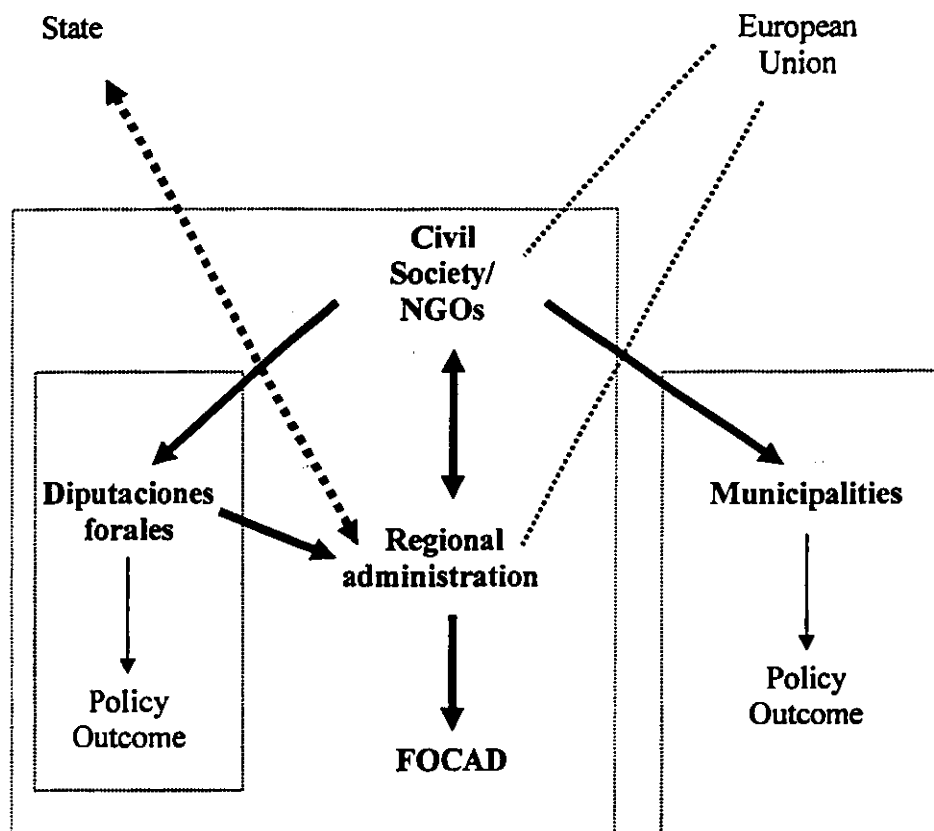 State
European
Union
Civil
Society/
NGOs
Diputaciones
forales
Regional
administration
Municipalities
Policy
Outcome
FOCAD
Policy
Outcome